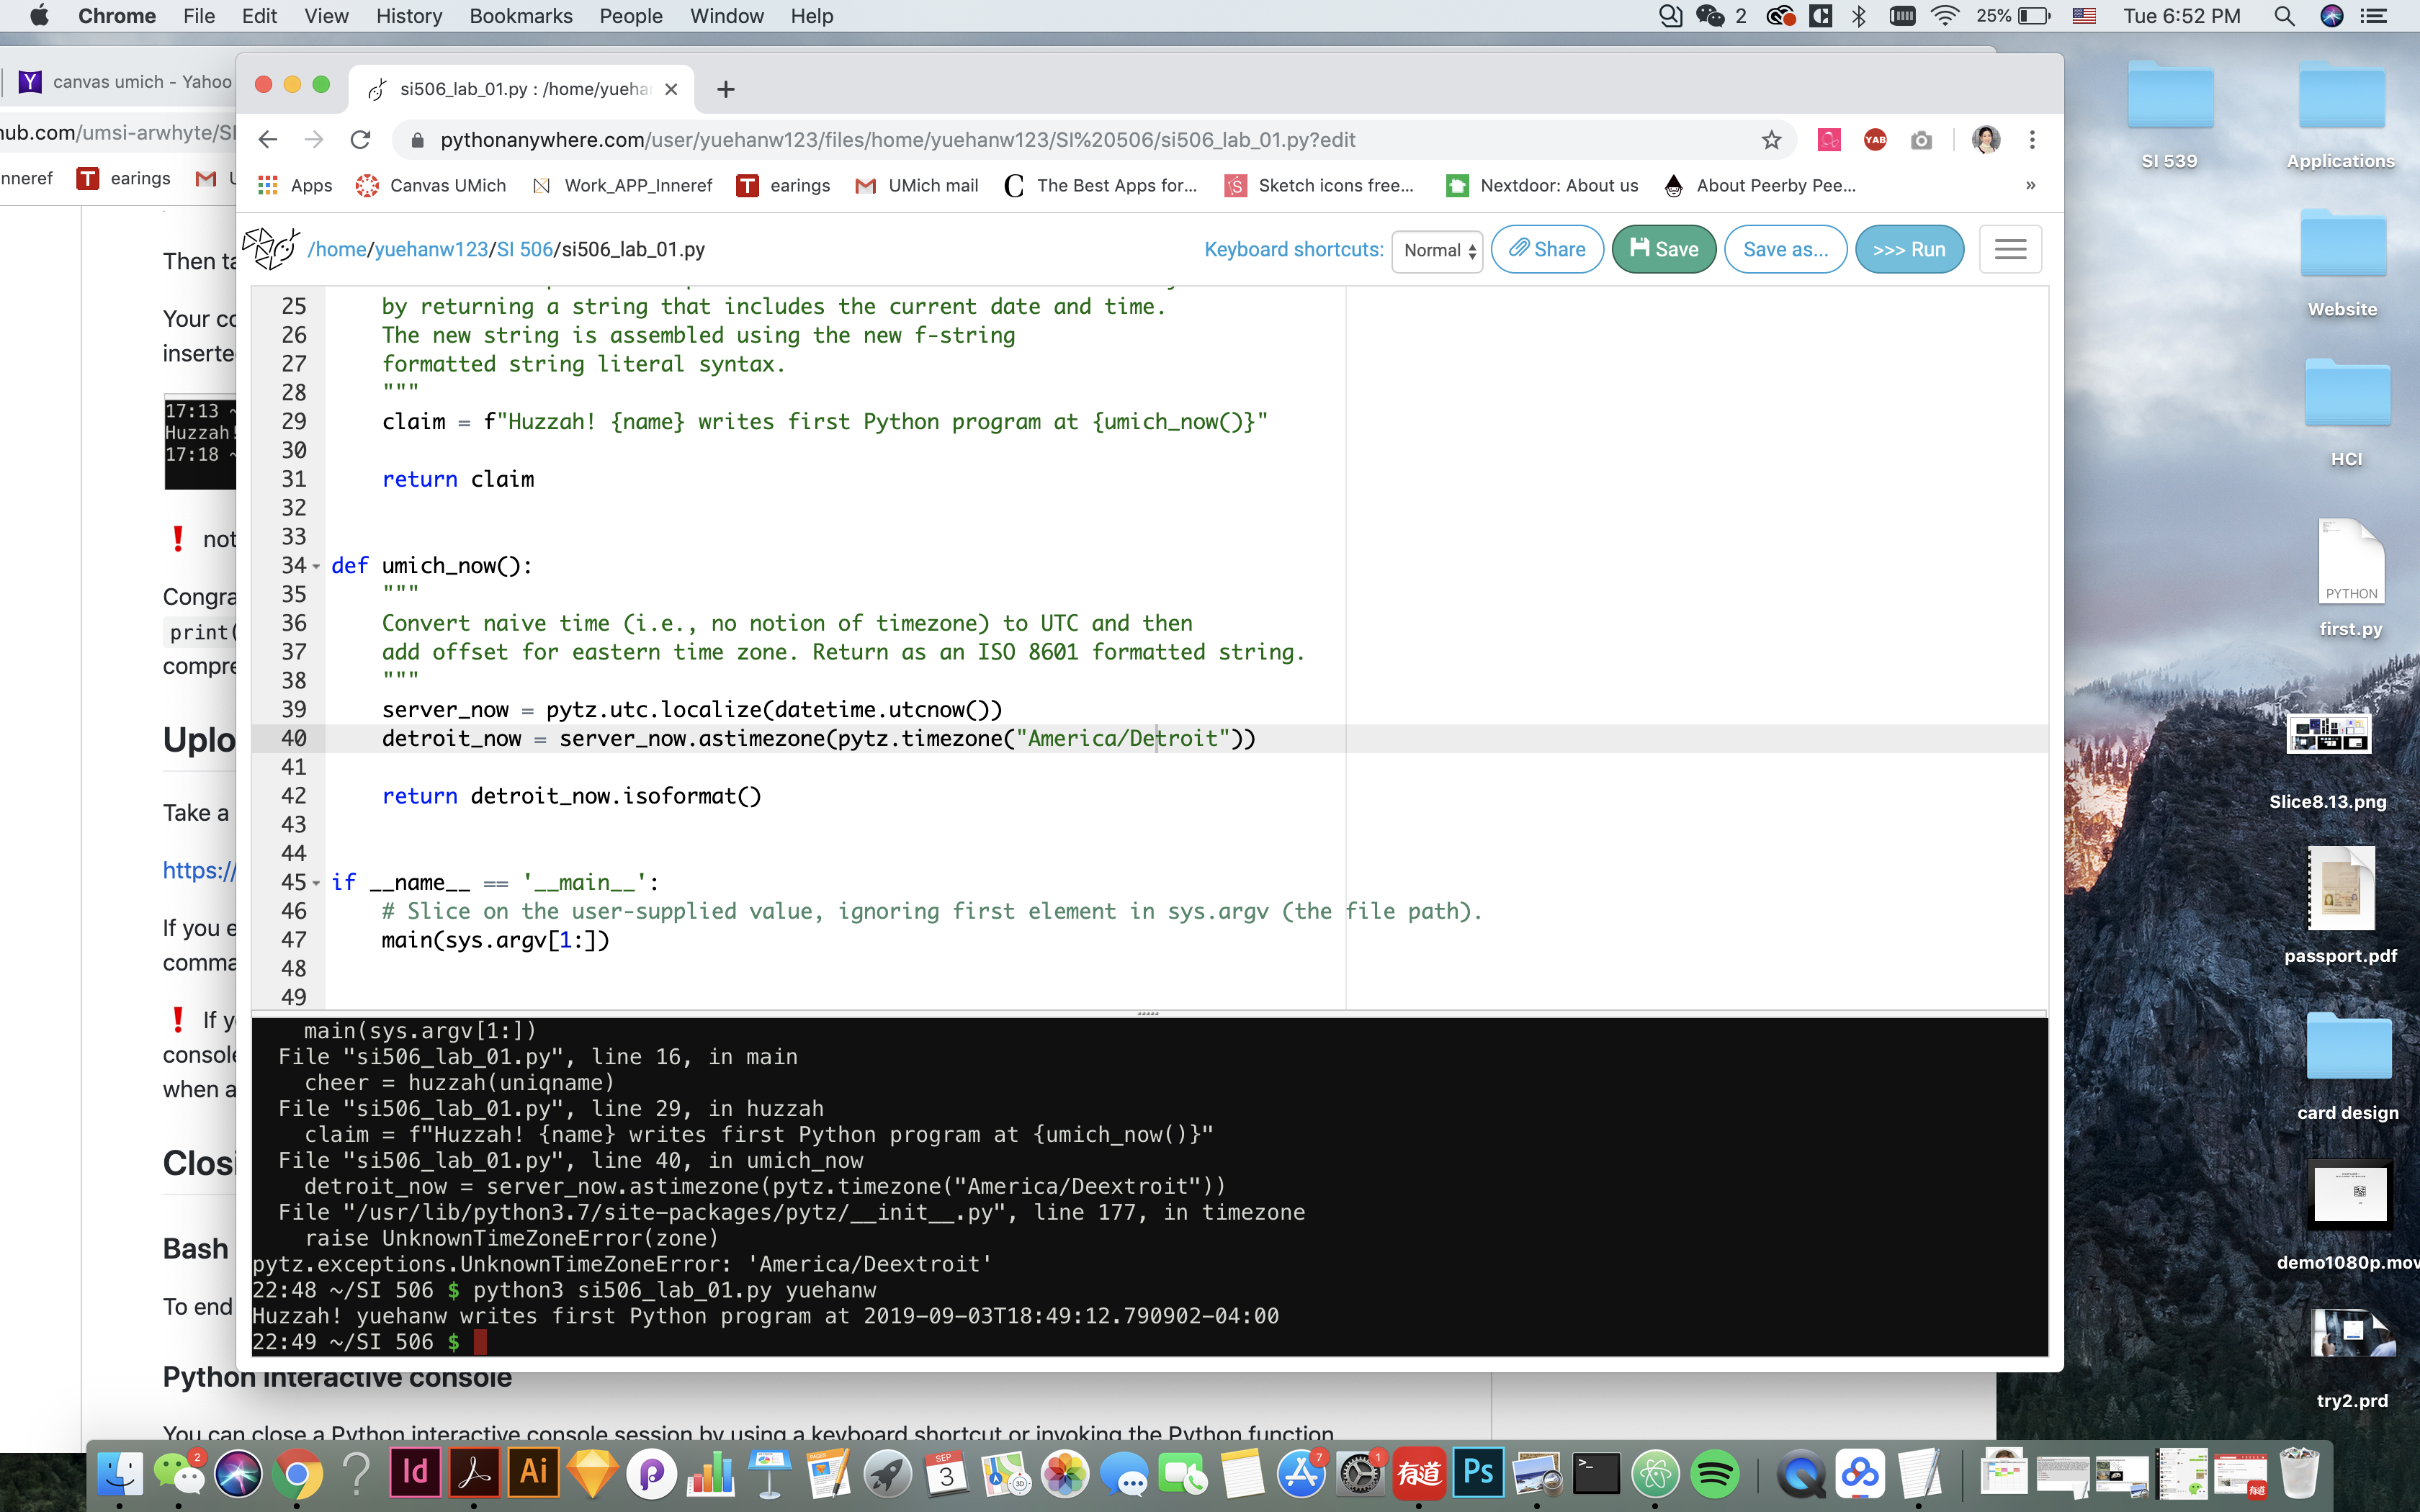 Chrome File Edit View History Bookmarks People Window Help 2 25% Tue 6:52 PM
canvas umich - Yahoo
si506_lab_01.py : /home/yueha
hub.com/umsi-arwhyte/SI
pythonanywhere.com/user/yuehanw123/files/home/yuehanw123/SI%20506/si506_lab_01.py?edit
YAB
nneref T earings
Apps Canvas UMich Work_APP_Inneref T earings UMich mail The Best Apps for... Sketch icons free... Nextdoor: About us About Peerby Pee... »
/home/yuehanw123/SI 506/si506_lab_01.py Keyboard shortcuts: Normal Share Save Save as... >>> Run
Then ta
Your co
inserte
17:13 ~
Huzzah!
17:18 ~
! not
Congra
print(
compre
Uplo
Take a
https://
If you e
comma
! If y
console
when a
Closi
Bash
To end
Python interactive console
You can close a Python interactive console session by using a keyboard shortcut or invoking the Python function
25 by returning a string that includes the current date and time.
26 The new string is assembled using the new f-string
27 formatted string literal syntax.
28 """
29 claim = f"Huzzah! {name} writes first Python program at {umich_now()}"
30
31 return claim
32
33
34 def umich_now():
35 """
36 Convert naive time (i.e., no notion of timezone) to UTC and then
37 add offset for eastern time zone. Return as an ISO 8601 formatted string.
38 """
39 server_now = pytz.utc.localize(datetime.utcnow())
40 detroit_now = server_now.astimezone(pytz.timezone("America/Detroit"))
41
42 return detroit_now.isoformat()
43
44
45 if __name__ == '__main__':
46 # Slice on the user-supplied value, ignoring first element in sys.argv (the file path).
47 main(sys.argv[1:])
48
49
main(sys.argv[1:])
File "si506_lab_01.py", line 16, in main
cheer = huzzah(uniqname)
File "si506_lab_01.py", line 29, in huzzah
claim = f"Huzzah! {name} writes first Python program at {umich_now()}"
File "si506_lab_01.py", line 40, in umich_now
detroit_now = server_now.astimezone(pytz.timezone("America/Deextroit"))
File "/usr/lib/python3.7/site-packages/pytz/__init__.py", line 177, in timezone
raise UnknownTimeZoneError(zone)
pytz.exceptions.UnknownTimeZoneError: 'America/Deextroit'
22:48 ~/SI 506 $ python3 si506_lab_01.py yuehanw
Huzzah! yuehanw writes first Python program at 2019-09-03T18:49:12.790902-04:00
22:49 ~/SI 506 $
SI 539
Applications
Website
HCI
PYTHON
first.py
Slice8.13.png
passport.pdf
card design
demo1080p.mov
try2.prd
2 Id Ai SEP 3 7 1 有道 Ps >_ 有道